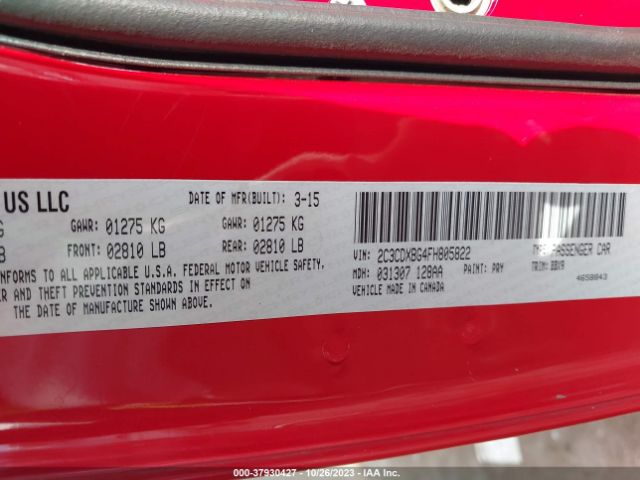 US LLC
DATE OF MFR(BUILT): 3-15
GAWR: 01275 KG GAWR: 01275 KG
FRONT: 02810 LB REAR: 02810 LB
NFORMS TO ALL APPLICABLE U.S.A. FEDERAL MOTOR VEHICLE SAFETY,
ER AND THEFT PREVENTION STANDARDS IN EFFECT ON
THE DATE OF MANUFACTURE SHOWN ABOVE.
VIN: 2C3CDXBG4FH805822 PASSENGER CAR
MDH: 031307 128AA PAINT: PRY TRIM: BBX9
VEHICLE MADE IN CANADA 4658043
000-37930427 - 10/26/2023 - IAA Inc.